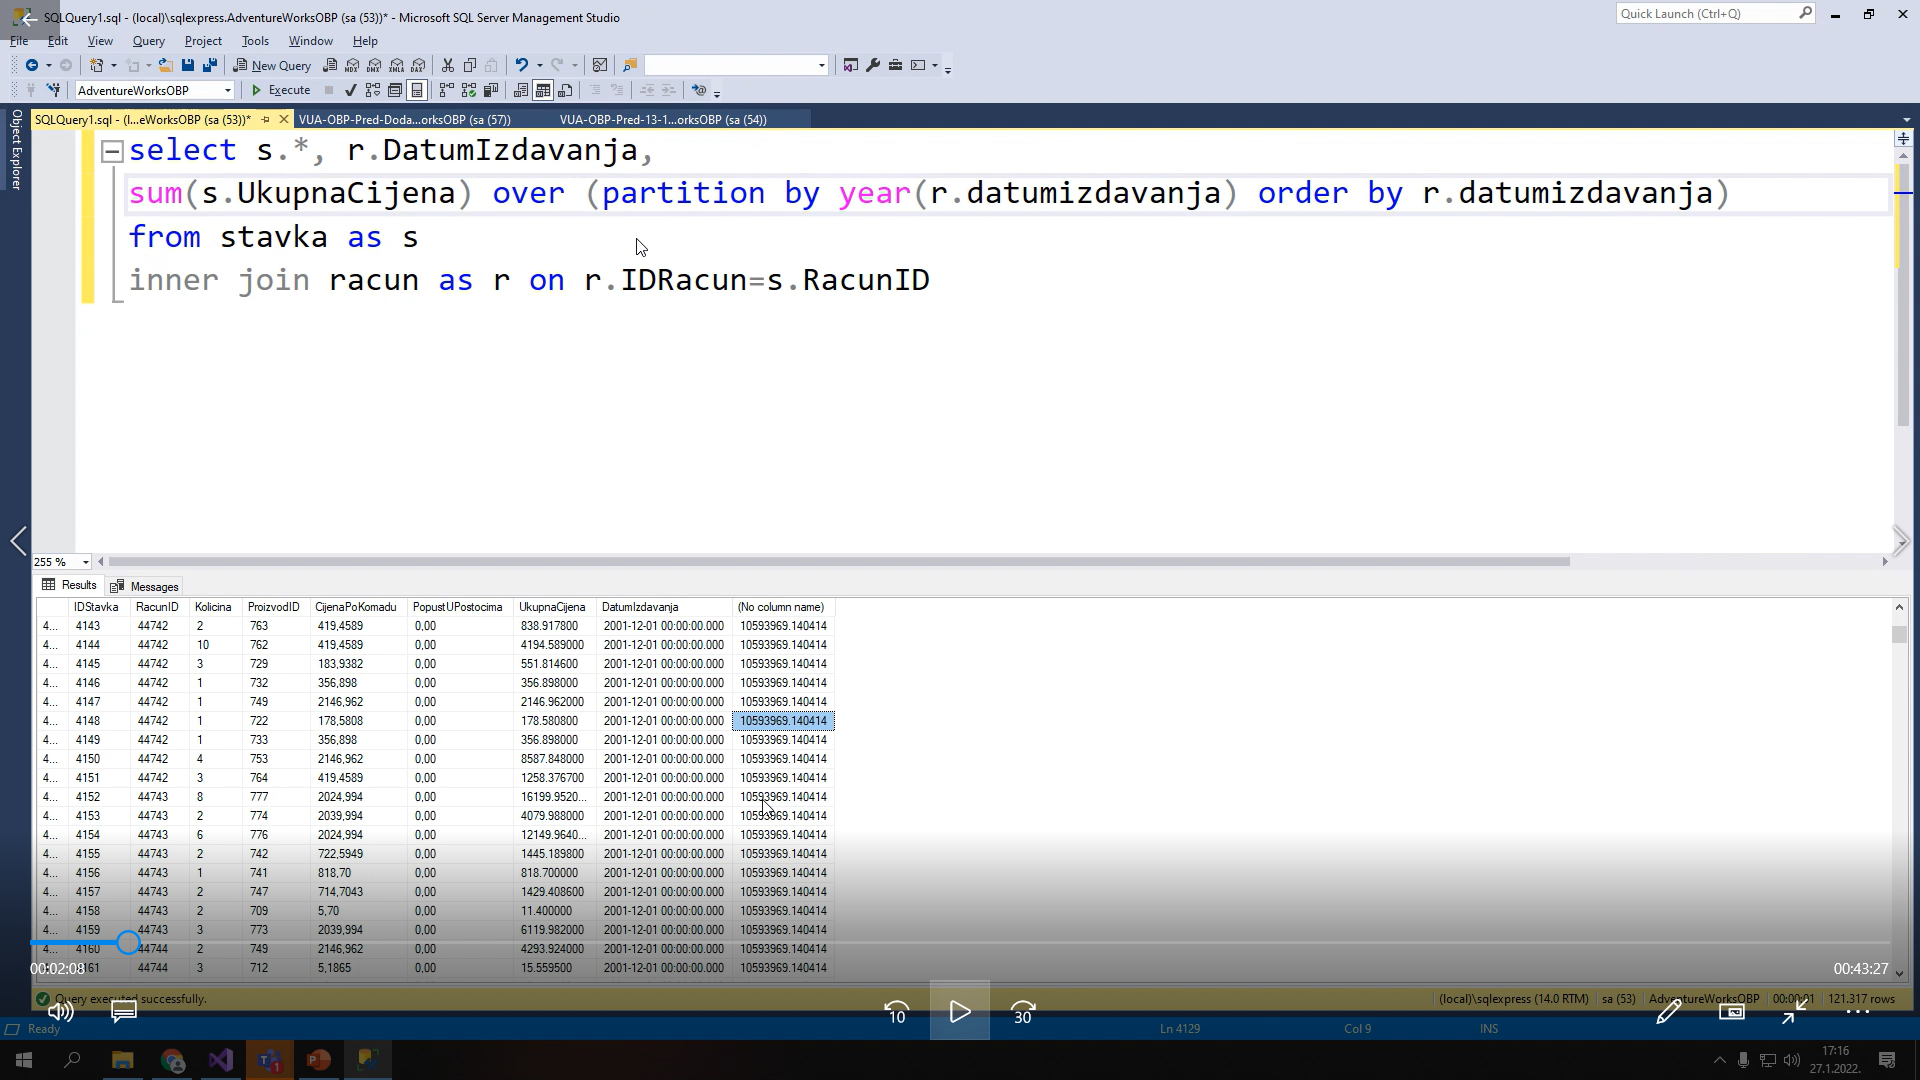 SQLQuery1.sql - (local)\sqlexpress.AdventureWorksOBP (sa (53))* - Microsoft SQL Server Management Studio
Quick Launch (Ctrl+Q)
File Edit View Query Project Tools Window Help
New Query
AdventureWorksOBP Execute
Object Explorer
SQLQuery1.sql - (l...eWorksOBP (sa (53))* VUA-OBP-Pred-Doda...orksOBP (sa (57)) VUA-OBP-Pred-13-1...orksOBP (sa (54))
select s.*, r.DatumIzdavanja,
sum(s.UkupnaCijena) over (partition by year(r.datumizdavanja) order by r.datumizdavanja)
from stavka as s
inner join racun as r on r.IDRacun=s.RacunID
255 %
Results Messages
IDStavka RacunID Kolicina ProizvodID CijenaPoKomadu PopustUPostocima UkupnaCijena DatumIzdavanja (No column name)
4... 4143 44742 2 763 419,4589 0,00 838.917800 2001-12-01 00:00:00.000 10593969.140414
4... 4144 44742 10 762 419,4589 0,00 4194.589000 2001-12-01 00:00:00.000 10593969.140414
4... 4145 44742 3 729 183,9382 0,00 551.814600 2001-12-01 00:00:00.000 10593969.140414
4... 4146 44742 1 732 356,898 0,00 356.898000 2001-12-01 00:00:00.000 10593969.140414
4... 4147 44742 1 749 2146,962 0,00 2146.962000 2001-12-01 00:00:00.000 10593969.140414
4... 4148 44742 1 722 178,5808 0,00 178.580800 2001-12-01 00:00:00.000 10593969.140414
4... 4149 44742 1 733 356,898 0,00 356.898000 2001-12-01 00:00:00.000 10593969.140414
4... 4150 44742 4 753 2146,962 0,00 8587.848000 2001-12-01 00:00:00.000 10593969.140414
4... 4151 44742 3 764 419,4589 0,00 1258.376700 2001-12-01 00:00:00.000 10593969.140414
4... 4152 44743 8 777 2024,994 0,00 16199.9520... 2001-12-01 00:00:00.000 10593969.140414
4... 4153 44743 2 774 2039,994 0,00 4079.988000 2001-12-01 00:00:00.000 10593969.140414
4... 4154 44743 6 776 2024,994 0,00 12149.9640... 2001-12-01 00:00:00.000 10593969.140414
4... 4155 44743 2 742 722,5949 0,00 1445.189800 2001-12-01 00:00:00.000 10593969.140414
4... 4156 44743 1 741 818,70 0,00 818.700000 2001-12-01 00:00:00.000 10593969.140414
4... 4157 44743 2 747 714,7043 0,00 1429.408600 2001-12-01 00:00:00.000 10593969.140414
4... 4158 44743 2 709 5,70 0,00 11.400000 2001-12-01 00:00:00.000 10593969.140414
4... 4159 44743 3 773 2039,994 0,00 6119.982000 2001-12-01 00:00:00.000 10593969.140414
4... 4160 44744 2 749 2146,962 0,00 4293.924000 2001-12-01 00:00:00.000 10593969.140414
4161 44744 3 712 5,1865 0,00 15.559500 2001-12-01 00:00:00.000 10593969.140414
00:02:08 00:43:27
Query executed successfully. (local)\sqlexpress (14.0 RTM) sa (53) AdventureWorksOBP 00:00:01 121.317 rows
10 30
Ready Ln 4129 Col 9 INS
17:16
27.1.2022.